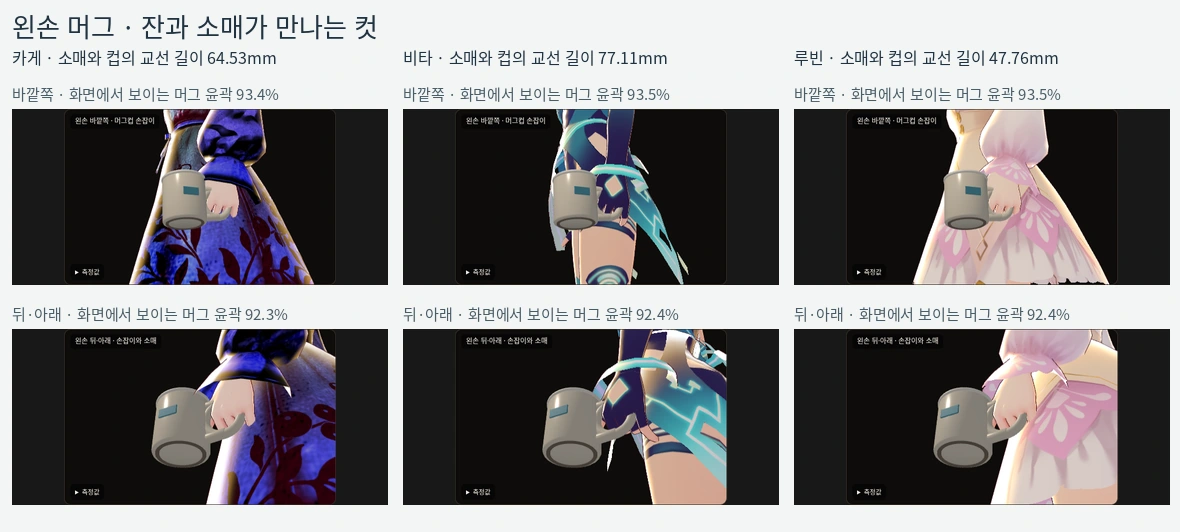 왼손 머그 · 잔과 소매가 만나는 컷
카게 · 소매와 컵의 교선 길이 64.53mm
비타 · 소매와 컵의 교선 길이 77.11mm
루빈 · 소매와 컵의 교선 길이 47.76mm
바깥쪽 · 화면에서 보이는 머그 윤곽 93.4%
바깥쪽 · 화면에서 보이는 머그 윤곽 93.5%
바깥쪽 · 화면에서 보이는 머그 윤곽 93.5%
왼손 바깥쪽 · 머그컵 손잡이
왼손 바깥쪽 · 머그컵 손잡이
왼손 바깥쪽 · 머그컵 손잡이
▶ 측정값
▶ 측정값
▶ 측정값
뒤·아래 · 화면에서 보이는 머그 윤곽 92.3%
뒤·아래 · 화면에서 보이는 머그 윤곽 92.4%
뒤·아래 · 화면에서 보이는 머그 윤곽 92.4%
왼손 뒤·아래 · 손잡이와 소매
왼손 뒤·아래 · 손잡이와 소매
왼손 뒤·아래 · 손잡이와 소매
▶ 측정값
▶ 측정값
▶ 측정값